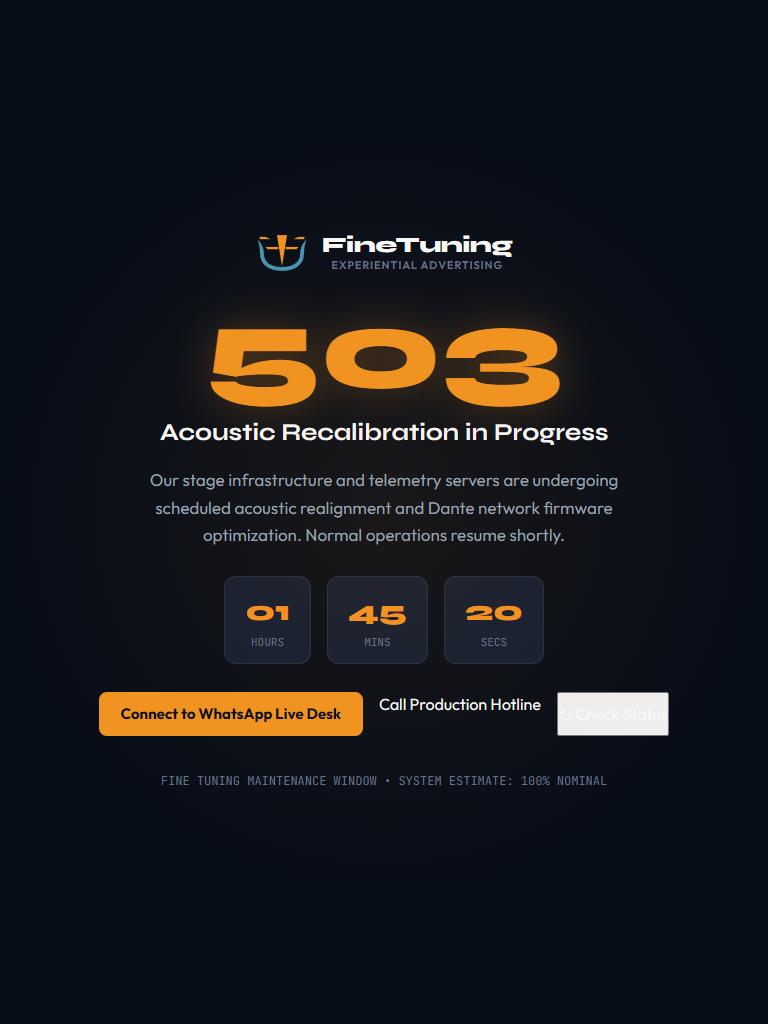 FineTuning
EXPERIENTIAL ADVERTISING
503
Acoustic Recalibration in Progress
Our stage infrastructure and telemetry servers are undergoing
scheduled acoustic realignment and Dante network firmware
optimization. Normal operations resume shortly.
01 45 20
HOURS MINS SECS
Connect to WhatsApp Live Desk Call Production Hotline ↻ Check Status
FINE TUNING MAINTENANCE WINDOW • SYSTEM ESTIMATE: 100% NOMINAL